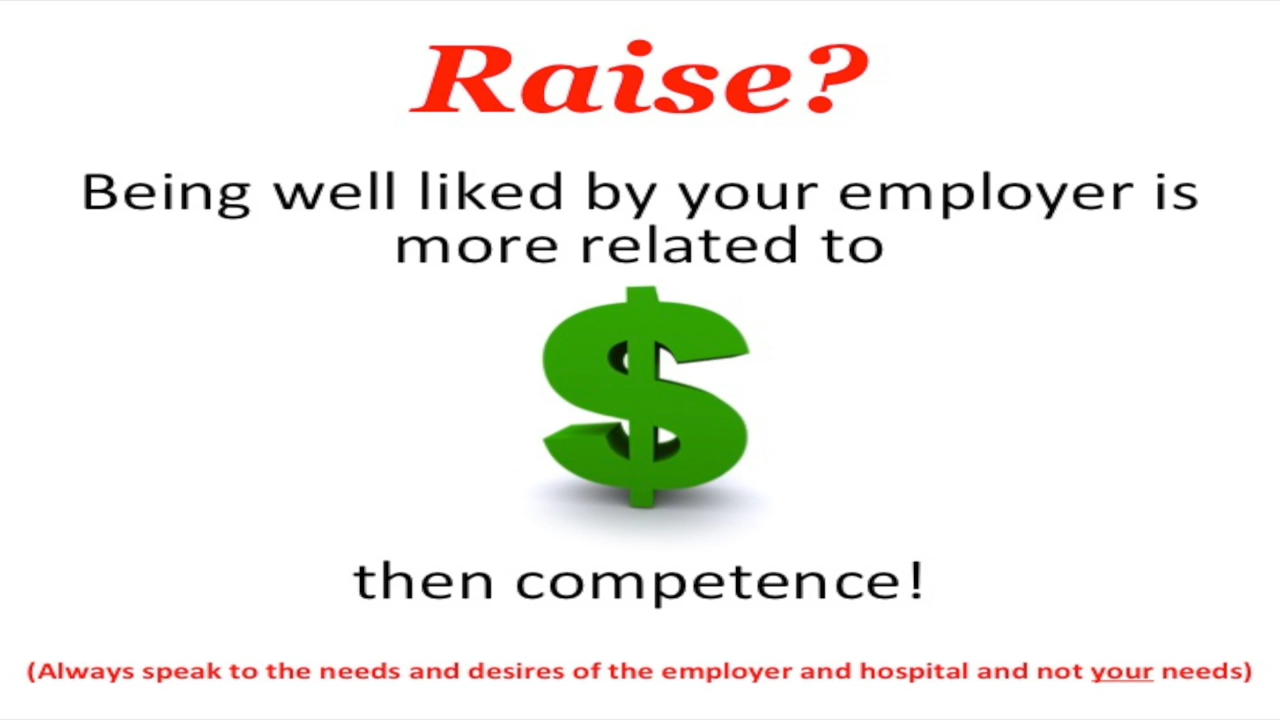 Raise?
Being well liked by your employer is
more related to
$
then competence!
(Always speak to the needs and desires of the employer and hospital and not your needs)